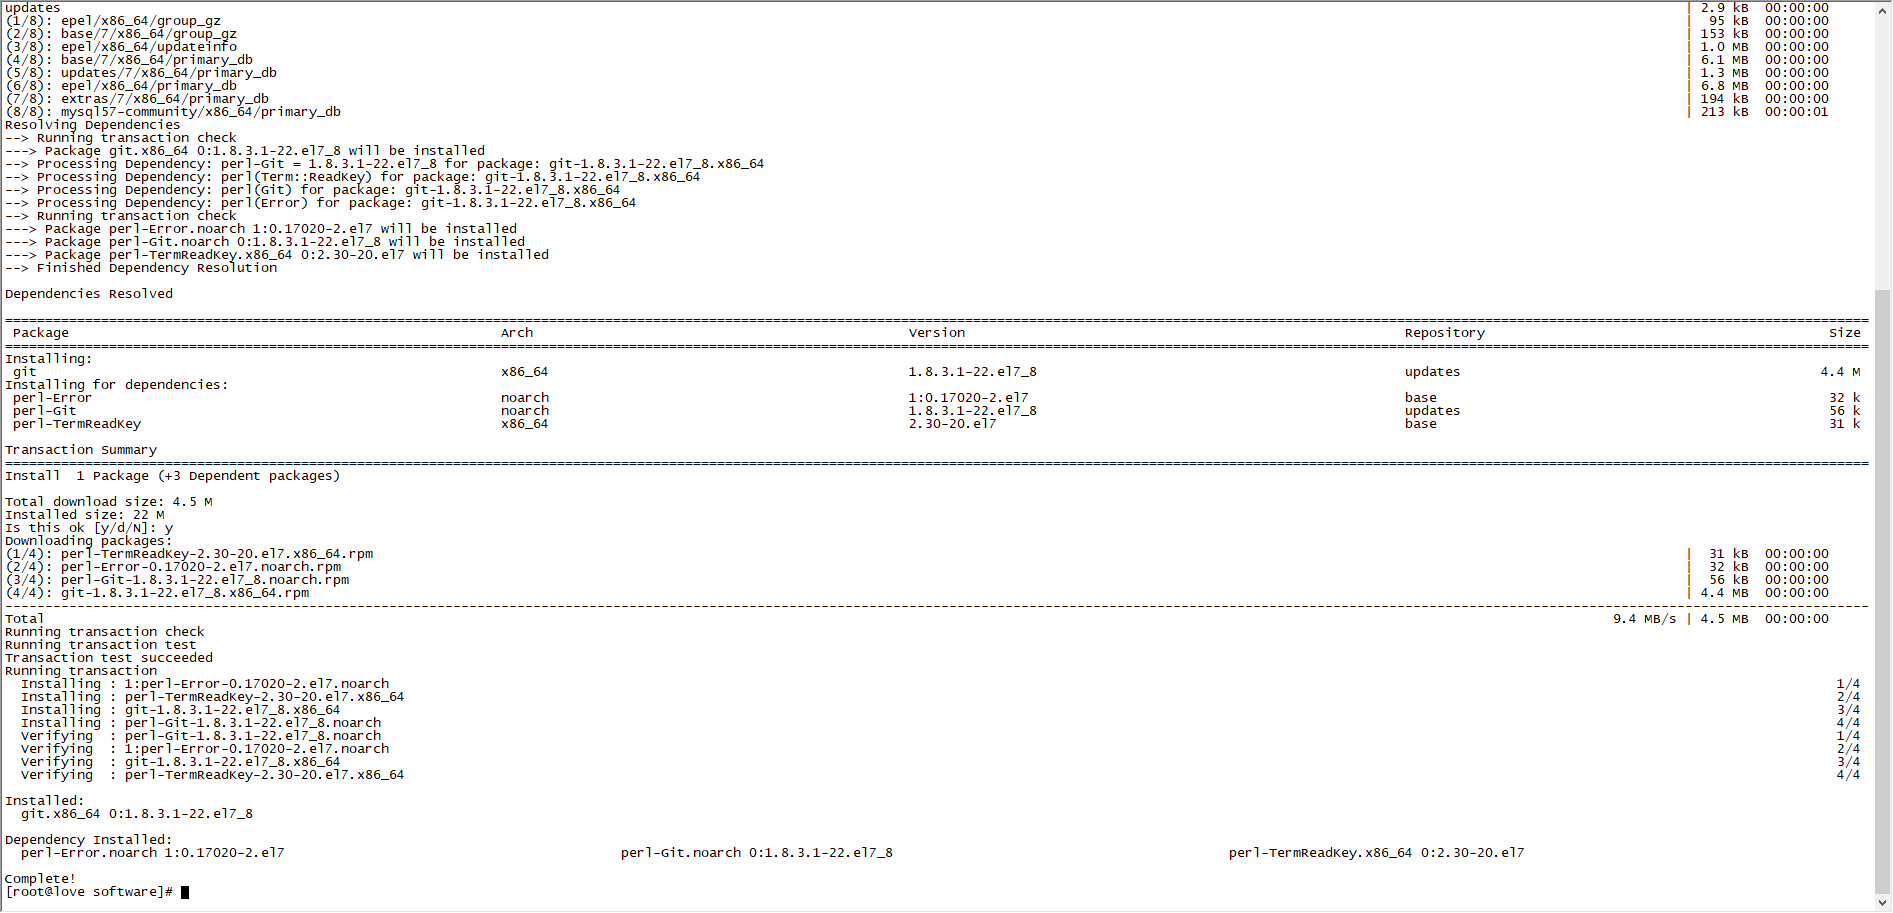 updates | 2.9 kB 00:00:00
(1/8): epel/x86_64/group_gz | 95 kB 00:00:00
(2/8): base/7/x86_64/group_gz | 153 kB 00:00:00
(3/8): epel/x86_64/updateinfo | 1.0 MB 00:00:00
(4/8): base/7/x86_64/primary_db | 6.1 MB 00:00:00
(5/8): updates/7/x86_64/primary_db | 1.3 MB 00:00:00
(6/8): epel/x86_64/primary_db | 6.8 MB 00:00:00
(7/8): extras/7/x86_64/primary_db | 194 kB 00:00:00
(8/8): mysql57-community/x86_64/primary_db | 213 kB 00:00:01
Resolving Dependencies
--> Running transaction check
---> Package git.x86_64 0:1.8.3.1-22.el7_8 will be installed
--> Processing Dependency: perl-Git = 1.8.3.1-22.el7_8 for package: git-1.8.3.1-22.el7_8.x86_64
--> Processing Dependency: perl(Term::ReadKey) for package: git-1.8.3.1-22.el7_8.x86_64
--> Processing Dependency: perl(Git) for package: git-1.8.3.1-22.el7_8.x86_64
--> Processing Dependency: perl(Error) for package: git-1.8.3.1-22.el7_8.x86_64
--> Running transaction check
---> Package perl-Error.noarch 1:0.17020-2.el7 will be installed
---> Package perl-Git.noarch 0:1.8.3.1-22.el7_8 will be installed
---> Package perl-TermReadKey.x86_64 0:2.30-20.el7 will be installed
--> Finished Dependency Resolution
Dependencies Resolved
Package Arch Version Repository Size
Installing:
git x86_64 1.8.3.1-22.el7_8 updates 4.4 M
Installing for dependencies:
perl-Error noarch 1:0.17020-2.el7 base 32 k
perl-Git noarch 1.8.3.1-22.el7_8 updates 56 k
perl-TermReadKey x86_64 2.30-20.el7 base 31 k
Transaction Summary
Install 1 Package (+3 Dependent packages)
Total download size: 4.5 M
Installed size: 22 M
Is this ok [y/d/N]: y
Downloading packages:
(1/4): perl-TermReadKey-2.30-20.el7.x86_64.rpm | 31 kB 00:00:00
(2/4): perl-Error-0.17020-2.el7.noarch.rpm | 32 kB 00:00:00
(3/4): perl-Git-1.8.3.1-22.el7_8.noarch.rpm | 56 kB 00:00:00
(4/4): git-1.8.3.1-22.el7_8.x86_64.rpm | 4.4 MB 00:00:00
Total 9.4 MB/s | 4.5 MB 00:00:00
Running transaction check
Running transaction test
Transaction test succeeded
Running transaction
Installing : 1:perl-Error-0.17020-2.el7.noarch 1/4
Installing : perl-TermReadKey-2.30-20.el7.x86_64 2/4
Installing : git-1.8.3.1-22.el7_8.x86_64 3/4
Installing : perl-Git-1.8.3.1-22.el7_8.noarch 4/4
Verifying : perl-Git-1.8.3.1-22.el7_8.noarch 1/4
Verifying : 1:perl-Error-0.17020-2.el7.noarch 2/4
Verifying : git-1.8.3.1-22.el7_8.x86_64 3/4
Verifying : perl-TermReadKey-2.30-20.el7.x86_64 4/4
Installed:
git.x86_64 0:1.8.3.1-22.el7_8
Dependency Installed:
perl-Error.noarch 1:0.17020-2.el7 perl-Git.noarch 0:1.8.3.1-22.el7_8 perl-TermReadKey.x86_64 0:2.30-20.el7
Complete!
[root@love software]#